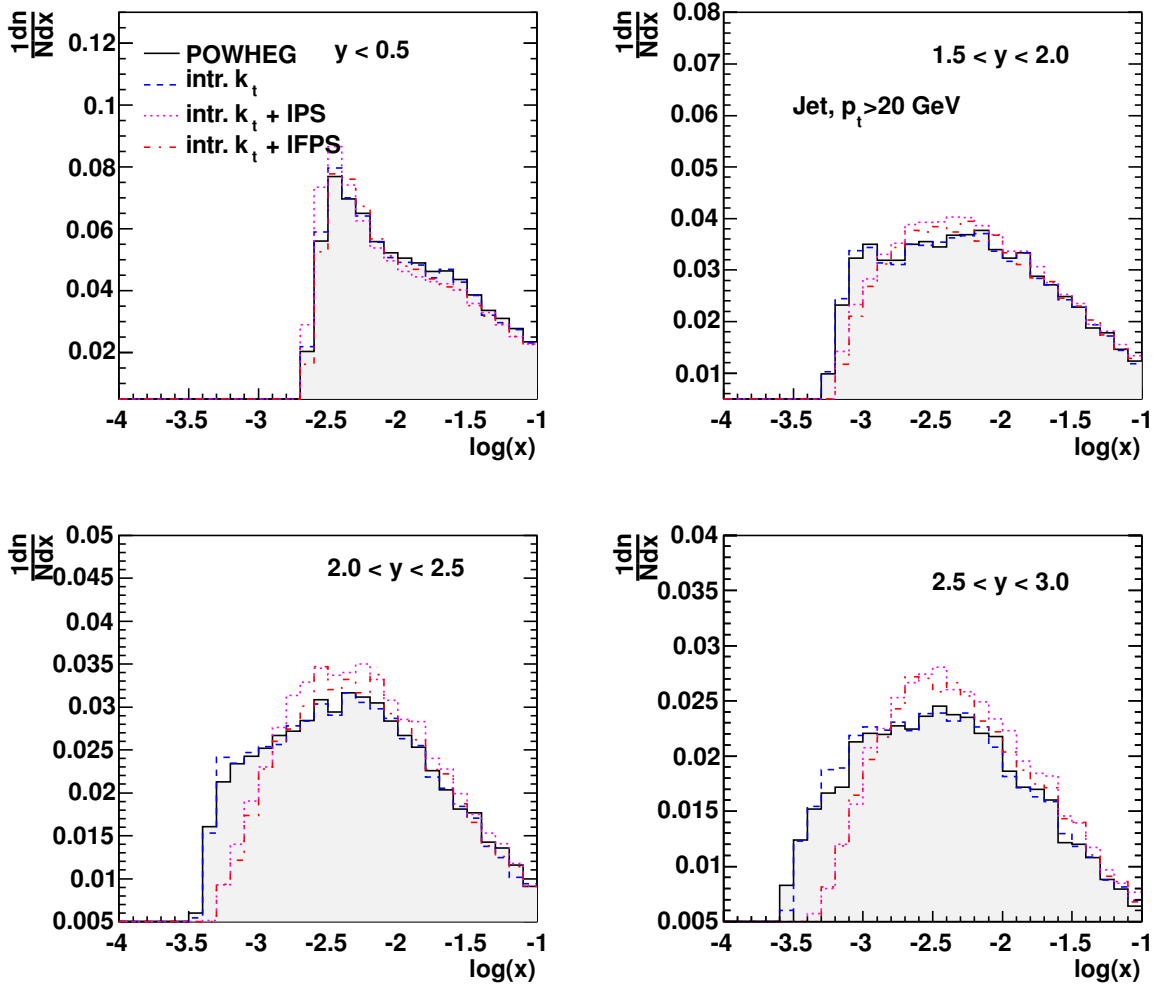 1dn
Ndx
0.12
0.1
0.08
0.06
0.04
0.02
POWHEG
intr. k_t
intr. k_t + IPS
intr. k_t + IFPS
y < 0.5
-4 -3.5 -3 -2.5 -2 -1.5 -1
log(x)
1dn
Ndx
0.08
0.07
0.06
0.05
0.04
0.03
0.02
0.01
1.5 < y < 2.0
Jet, p_t>20 GeV
-4 -3.5 -3 -2.5 -2 -1.5 -1
log(x)
1dn
Ndx
0.05
0.045
0.04
0.035
0.03
0.025
0.02
0.015
0.01
0.005
2.0 < y < 2.5
-4 -3.5 -3 -2.5 -2 -1.5 -1
log(x)
1dn
Ndx
0.04
0.035
0.03
0.025
0.02
0.015
0.01
0.005
2.5 < y < 3.0
-4 -3.5 -3 -2.5 -2 -1.5 -1
log(x)